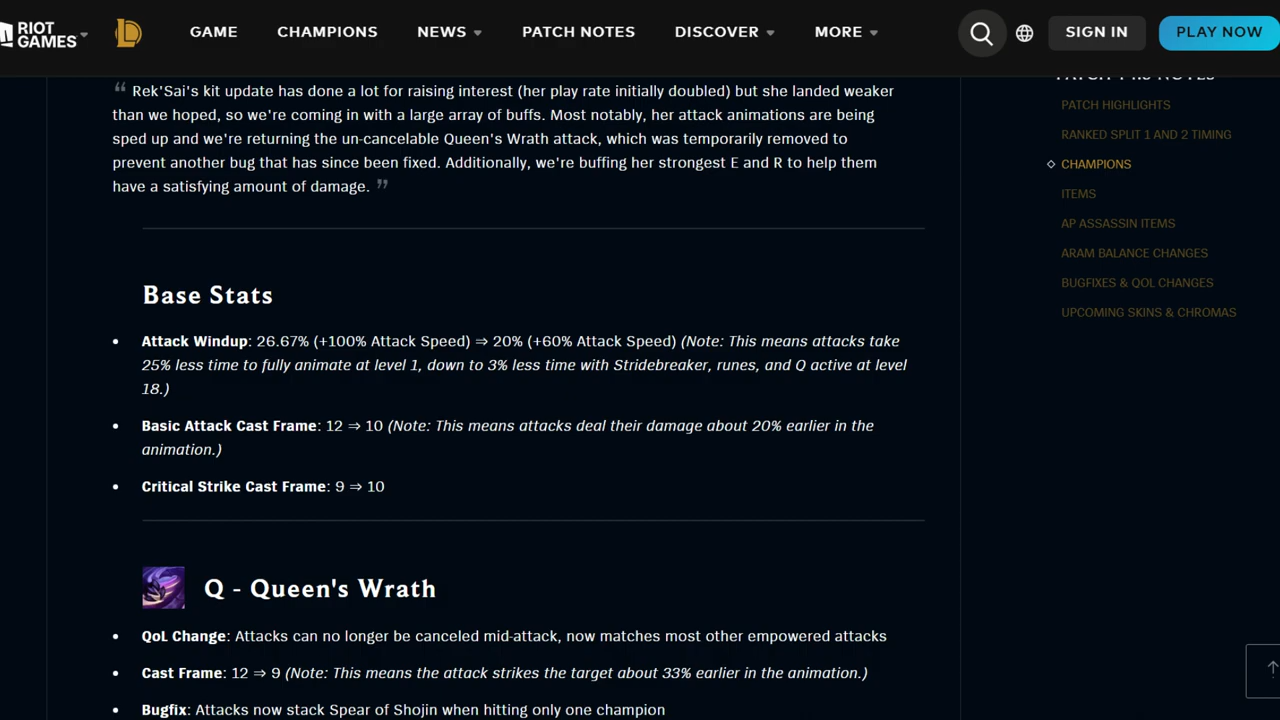 RIOT GAMES
GAME
CHAMPIONS
NEWS
PATCH NOTES
DISCOVER
MORE
SIGN IN
PLAY NOW
“ Rek'Sai's kit update has done a lot for raising interest (her play rate initially doubled) but she landed weaker
than we hoped, so we're coming in with a large array of buffs. Most notably, her attack animations are being
sped up and we're returning the un-cancelable Queen's Wrath attack, which was temporarily removed to
prevent another bug that has since been fixed. Additionally, we're buffing her strongest E and R to help them
have a satisfying amount of damage. ”
Base Stats
• Attack Windup: 26.67% (+100% Attack Speed) ⇒ 20% (+60% Attack Speed) (Note: This means attacks take
25% less time to fully animate at level 1, down to 3% less time with Stridebreaker, runes, and Q active at level
18.)
• Basic Attack Cast Frame: 12 ⇒ 10 (Note: This means attacks deal their damage about 20% earlier in the
animation.)
• Critical Strike Cast Frame: 9 ⇒ 10
Q - Queen's Wrath
• QoL Change: Attacks can no longer be canceled mid-attack, now matches most other empowered attacks
• Cast Frame: 12 ⇒ 9 (Note: This means the attack strikes the target about 33% earlier in the animation.)
• Bugfix: Attacks now stack Spear of Shojin when hitting only one champion
NOTES
PATCH HIGHLIGHTS
RANKED SPLIT 1 AND 2 TIMING
CHAMPIONS
ITEMS
AP ASSASSIN ITEMS
ARAM BALANCE CHANGES
BUGFIXES & QOL CHANGES
UPCOMING SKINS & CHROMAS